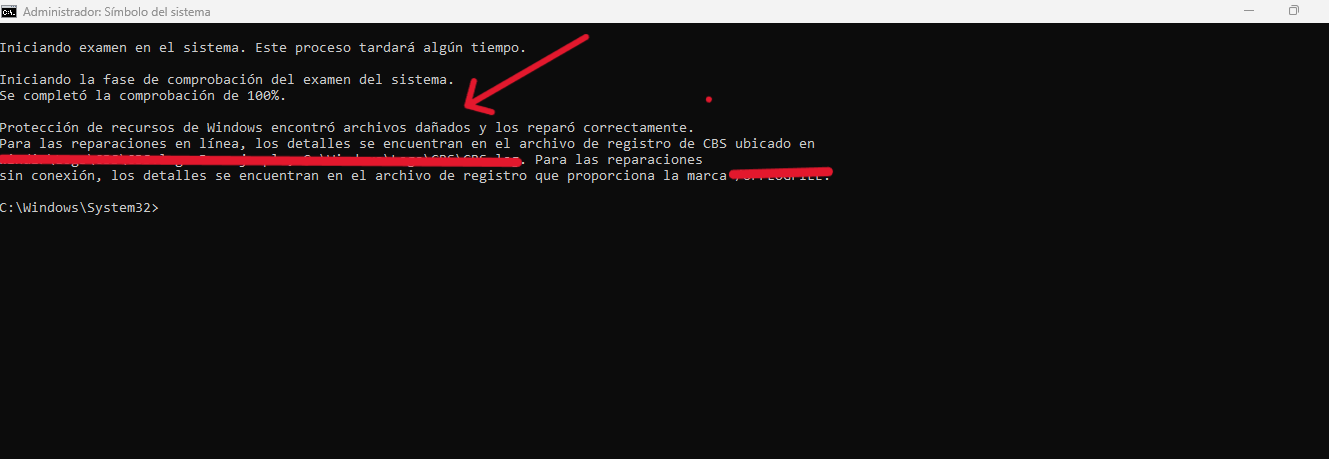 Administrador: Símbolo del sistema
Iniciando examen en el sistema. Este proceso tardará algún tiempo.
Iniciando la fase de comprobación del examen del sistema.
Se completó la comprobación de 100%.
Protección de recursos de Windows encontró archivos dañados y los reparó correctamente.
Para las reparaciones en línea, los detalles se encuentran en el archivo de registro de CBS ubicado en
. Para las reparaciones
sin conexión, los detalles se encuentran en el archivo de registro que proporciona la marca
C:\Windows\System32>